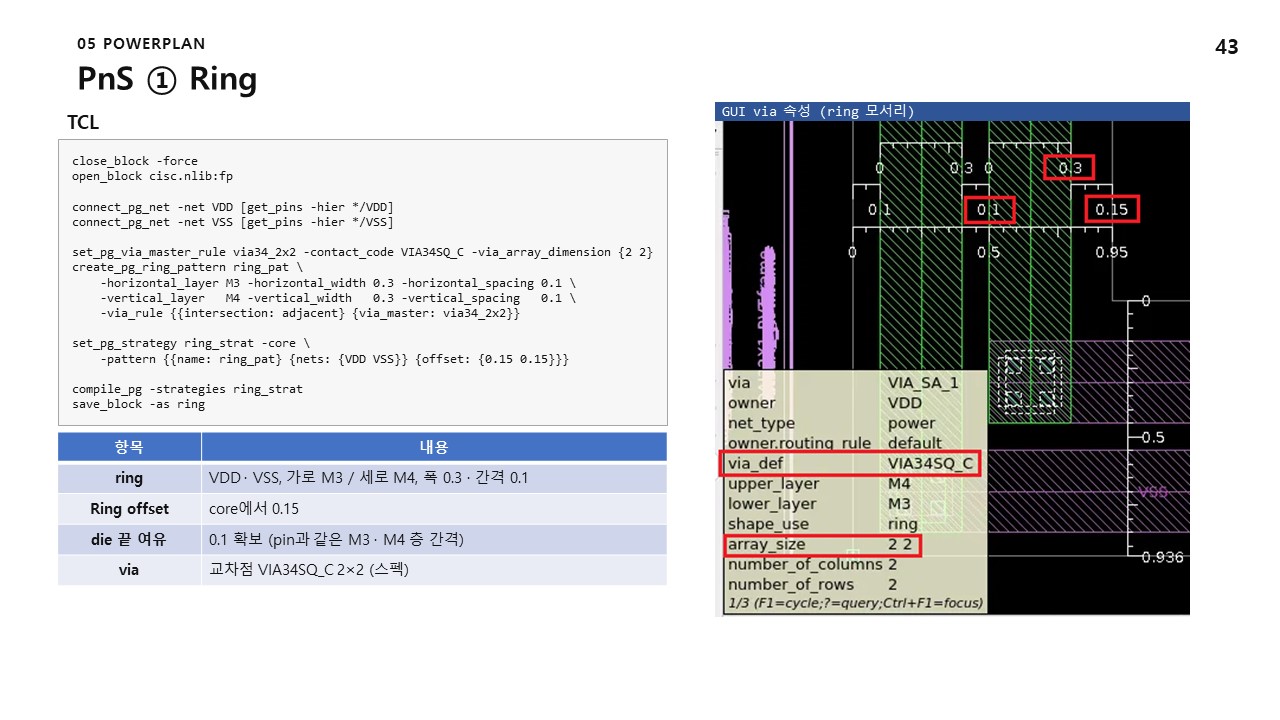 05 POWERPLAN
43
PnS ① Ring
TCL
close_block -force
open_block cisc.nlib:fp
connect_pg_net -net VDD [get_pins -hier */VDD]
connect_pg_net -net VSS [get_pins -hier */VSS]
set_pg_via_master_rule via34_2x2 -contact_code VIA34SQ_C -via_array_dimension {2 2}
create_pg_ring_pattern ring_pat \
    -horizontal_layer M3 -horizontal_width 0.3 -horizontal_spacing 0.1 \
    -vertical_layer   M4 -vertical_width   0.3 -vertical_spacing   0.1 \
    -via_rule {{intersection: adjacent} {via_master: via34_2x2}}
set_pg_strategy ring_strat -core \
    -pattern {{name: ring_pat} {nets: {VDD VSS}} {offset: {0.15 0.15}}}
compile_pg -strategies ring_strat
save_block -as ring
항목 내용
ring VDD · VSS, 가로 M3 / 세로 M4, 폭 0.3 · 간격 0.1
Ring offset core에서 0.15
die 끝 여유 0.1 확보 (pin과 같은 M3 · M4 층 간격)
via 교차점 VIA34SQ_C 2×2 (스펙)
GUI via 속성 (ring 모서리)
0 0.3 0 0.3
0.1 0.1 0.15
0 0.5 0.95
0
0.5
VSS
0.936
via VIA_SA_1
owner VDD
net_type power
owner.routing_rule default
via_def VIA34SQ_C
upper_layer M4
lower_layer M3
shape_use ring
array_size 2 2
number_of_columns 2
number_of_rows 2
1/3 (F1=cycle;?=query;Ctrl+F1=focus)